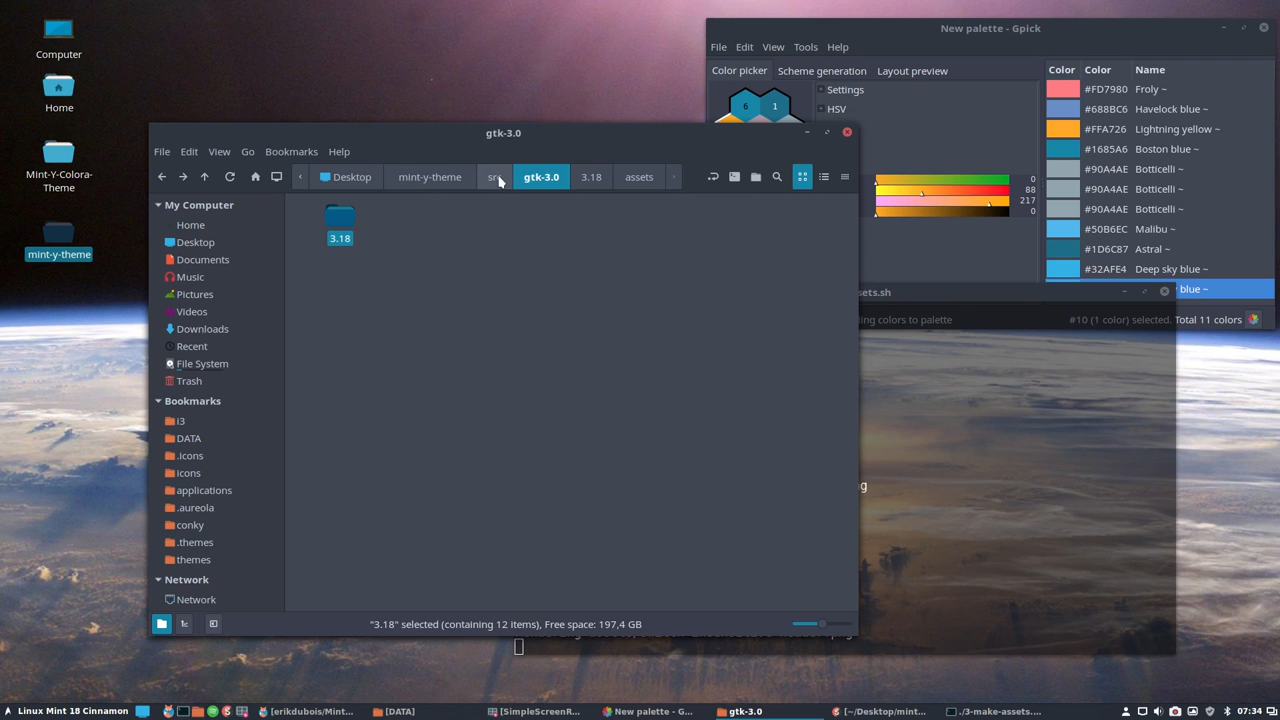 Computer
Home
Mint-Y-Colora-
Theme
mint-y-theme
New palette - Gpick
File Edit View Tools Help
Color picker Scheme generation Layout preview
6 1
Settings
HSV
0
88
217
0
Color Color Name
#FD7980 Froly ~
#688BC6 Havelock blue ~
#FFA726 Lightning yellow ~
#1685A6 Boston blue ~
#90A4AE Botticelli ~
#90A4AE Botticelli ~
#90A4AE Botticelli ~
#50B6EC Malibu ~
#1D6C87 Astral ~
#32AFE4 Deep sky blue ~
blue ~
#10 (1 color) selected. Total 11 colors
colors to palette
gtk-3.0
File Edit View Go Bookmarks Help
Desktop mint-y-theme gtk-3.0 3.18 assets
My Computer
Home
Desktop
Documents
Music
Pictures
Videos
Downloads
Recent
File System
Trash
Bookmarks
i3
DATA
.icons
icons
applications
.aureola
conky
.themes
themes
Network
Network
3.18
"3.18" selected (containing 12 items), Free space: 197,4 GB
Linux Mint 18 Cinnamon
[erikdubois/Mint...
[DATA]
[SimpleScreenR...
New palette - G...
gtk-3.0
[~/Desktop/mint...
./3-make-assets....
07:34